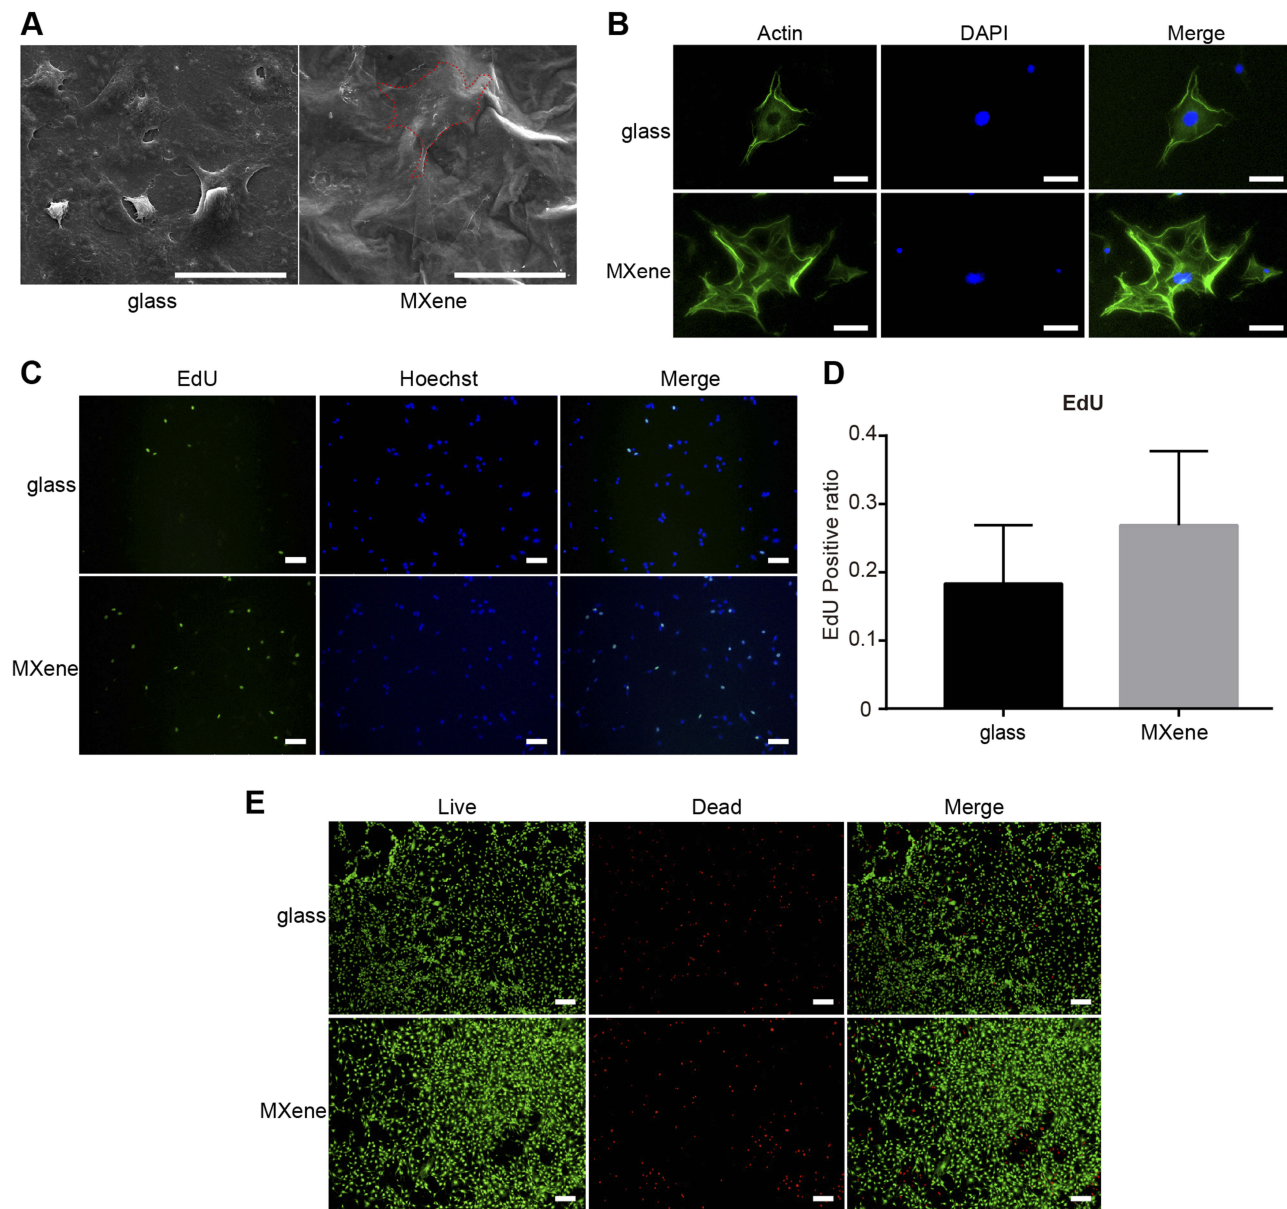 A
glass
MXene
B
Actin
DAPI
Merge
glass
MXene
C
EdU
Hoechst
Merge
glass
MXene
D
EdU
EdU Positive ratio
0.4
0.3
0.2
0.1
0
glass
MXene
E
Live
Dead
Merge
glass
MXene